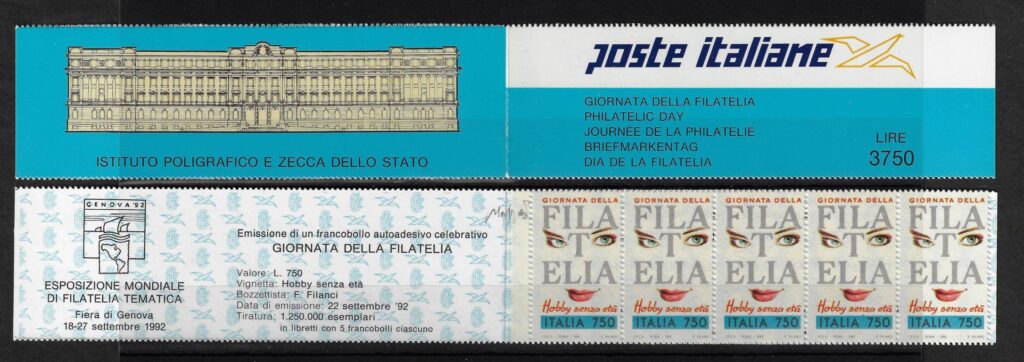 ISTITUTO POLIGRAFICO E ZECCA DELLO STATO
poste italiane
GIORNATA DELLA FILATELIA
PHILATELIC DAY
JOURNÉE DE LA PHILATELIE
BRIEFMARKENTAG
DIA DE LA FILATELIA
LIRE
3750
GENOVA '92
ESPOSIZIONE MONDIALE
DI FILATELIA TEMATICA
Fiera di Genova
18-27 settembre 1992
Emissione di un francobollo autoadesivo celebrativo
GIORNATA DELLA FILATELIA
Valore: L. 750
Vignetta: Hobby senza età
Bozzettista: F. Filanci
Data di emissione: 22 settembre '92
Tiratura: 1.250.000 esemplari
in libretti con 5 francobolli ciascuno
GIORNATA DELLA
FILA
T
ELIA
Hobby senza età
ITALIA 750
GIORNATA DELLA
FILA
T
ELIA
Hobby senza età
ITALIA 750
GIORNATA DELLA
FILA
T
ELIA
Hobby senza età
ITALIA 750
GIORNATA DELLA
FILA
T
ELIA
Hobby senza età
ITALIA 750
GIORNATA DELLA
FILA
T
ELIA
Hobby senza età
ITALIA 750